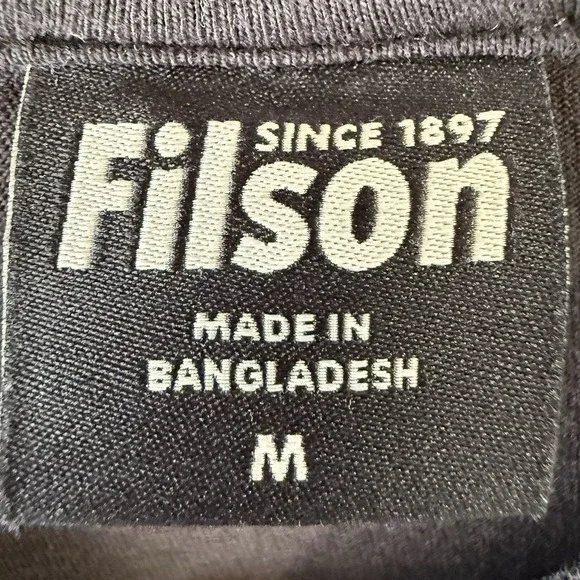 SINCE 1897
Filson
MADE IN
BANGLADESH
M